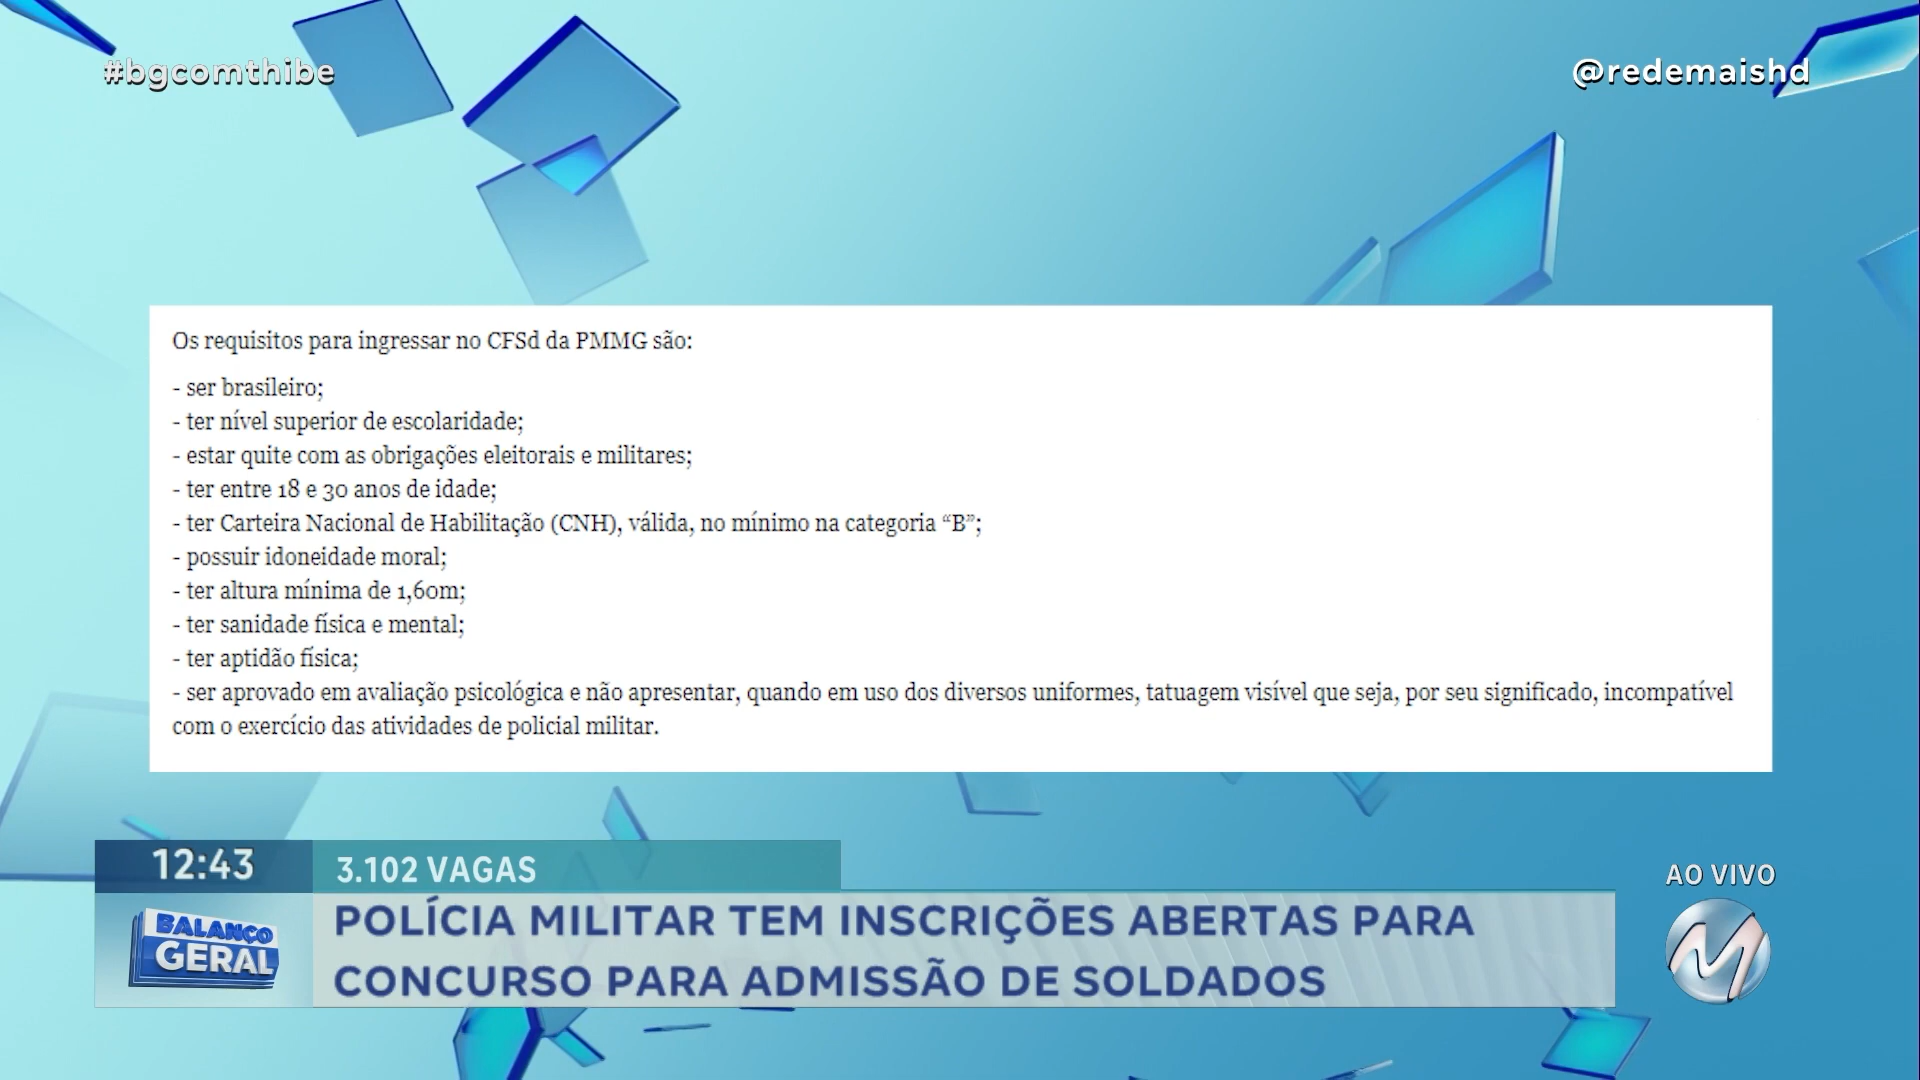 #bgcomthibe
@redemaishd
Os requisitos para ingressar no CFSd da PMMG são:
- ser brasileiro;
- ter nível superior de escolaridade;
- estar quite com as obrigações eleitorais e militares;
- ter entre 18 e 30 anos de idade;
- ter Carteira Nacional de Habilitação (CNH), válida, no mínimo na categoria “B”;
- possuir idoneidade moral;
- ter altura mínima de 1,60m;
- ter sanidade física e mental;
- ter aptidão física;
- ser aprovado em avaliação psicológica e não apresentar, quando em uso dos diversos uniformes, tatuagem visível que seja, por seu significado, incompatível
com o exercício das atividades de policial militar.
12:43
3.102 VAGAS
AO VIVO
BALANÇO
GERAL
POLÍCIA MILITAR TEM INSCRIÇÕES ABERTAS PARA
CONCURSO PARA ADMISSÃO DE SOLDADOS
M